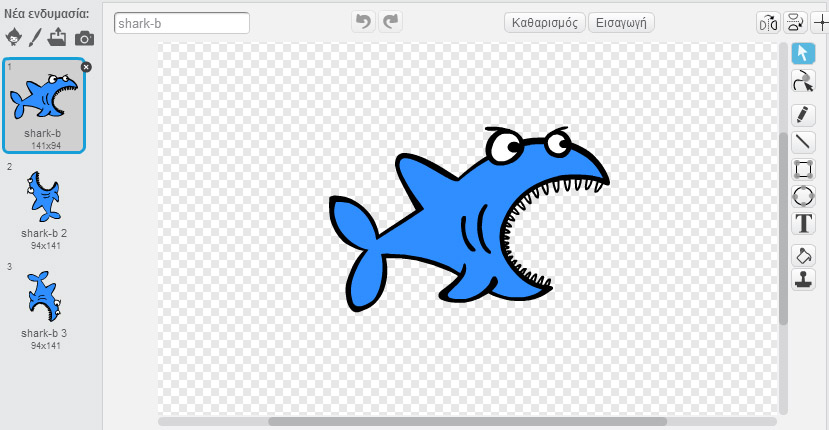 Νέα ενδυμασία:
shark-b
Καθαρισμός
Εισαγωγή
1
shark-b
141x94
2
shark-b 2
94x141
3
shark-b 3
94x141
T